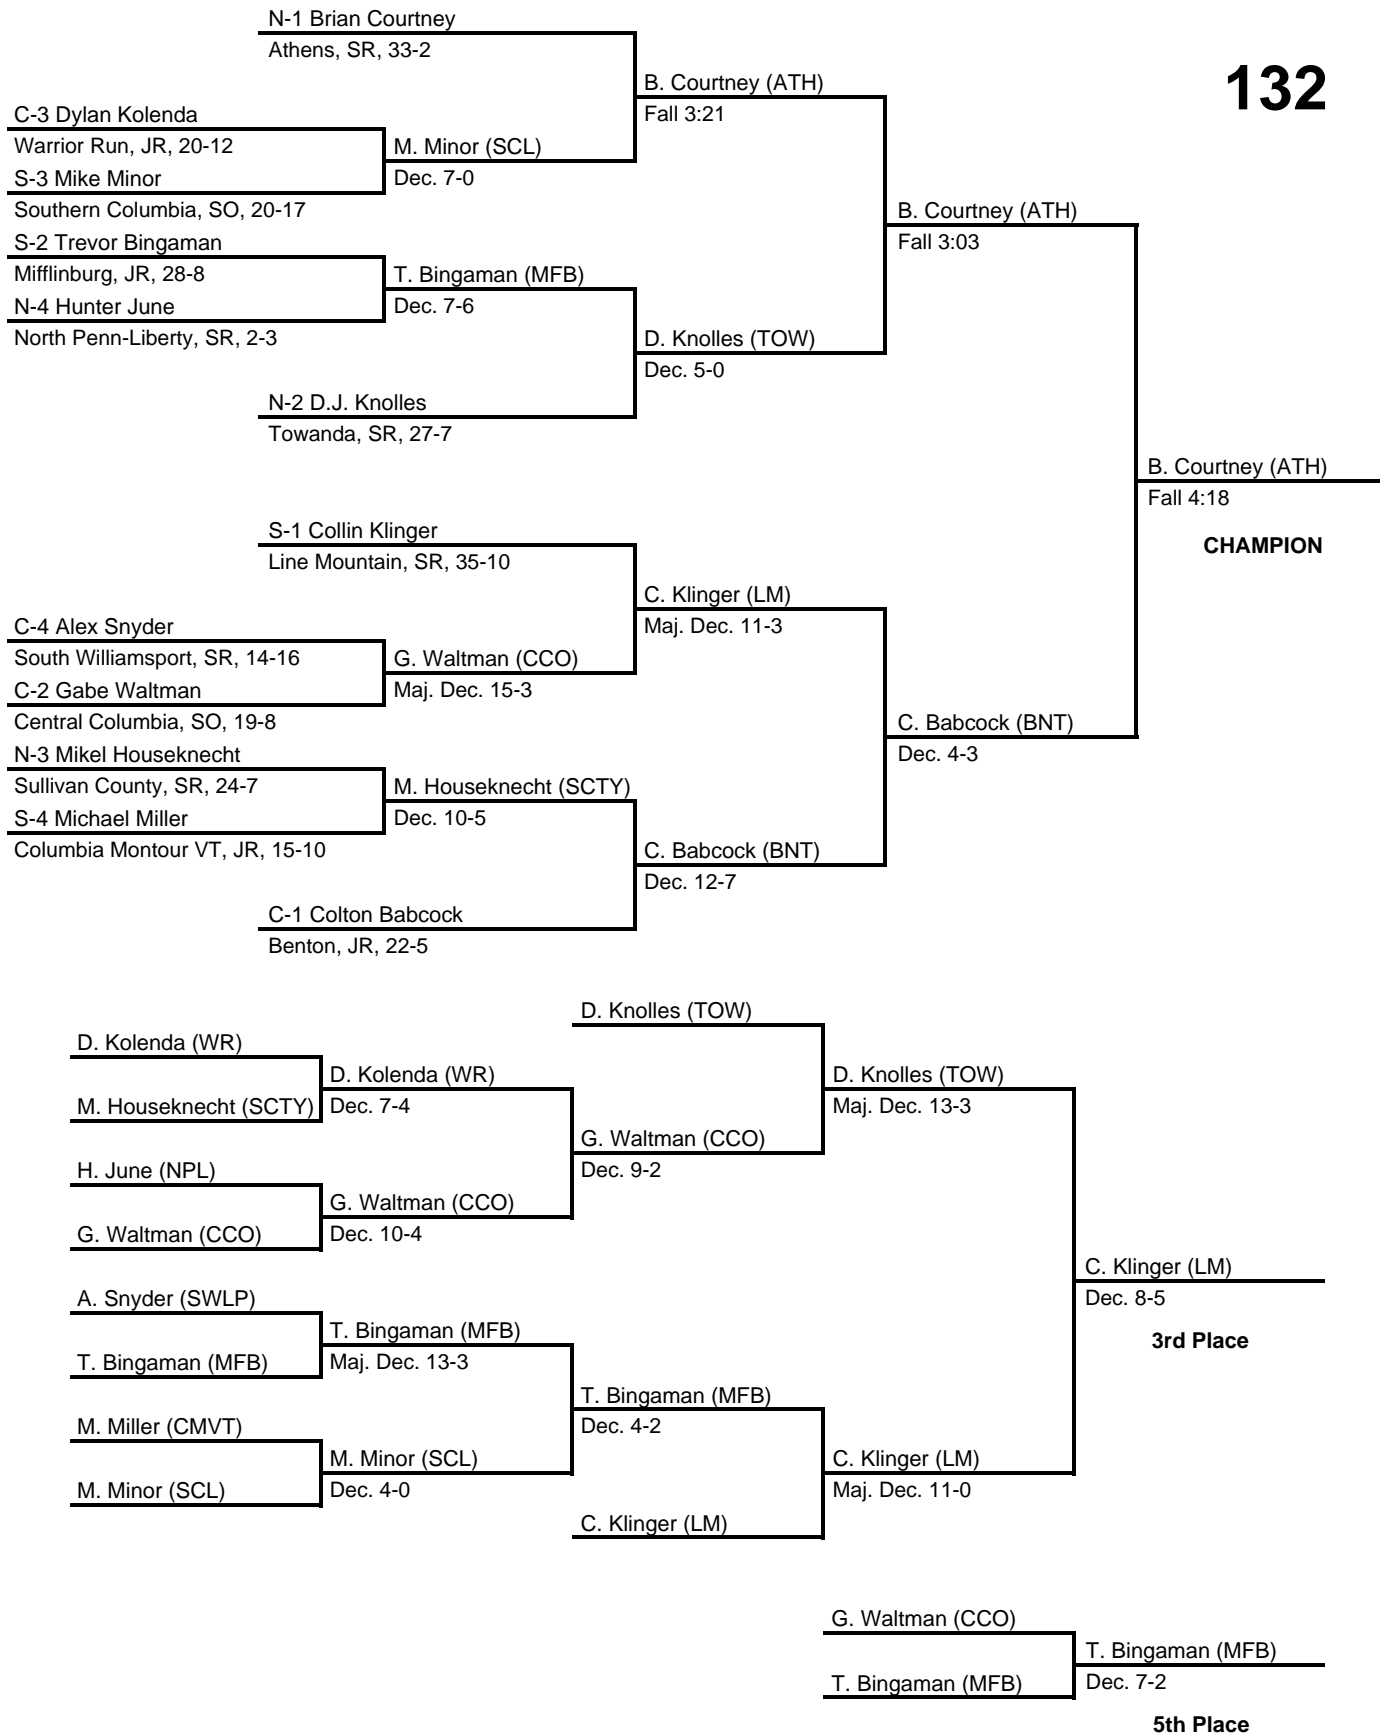 N-1 Brian Courtney
Athens, SR, 33-2
132
B. Courtney (ATH)
Fall 3:21
C-3 Dylan Kolenda
Warrior Run, JR, 20-12
M. Minor (SCL)
Dec. 7-0
S-3 Mike Minor
Southern Columbia, SO, 20-17
B. Courtney (ATH)
Fall 3:03
S-2 Trevor Bingaman
Mifflinburg, JR, 28-8
T. Bingaman (MFB)
Dec. 7-6
N-4 Hunter June
North Penn-Liberty, SR, 2-3
D. Knolles (TOW)
Dec. 5-0
N-2 D.J. Knolles
Towanda, SR, 27-7
B. Courtney (ATH)
Fall 4:18
CHAMPION
S-1 Collin Klinger
Line Mountain, SR, 35-10
C. Klinger (LM)
Maj. Dec. 11-3
C-4 Alex Snyder
South Williamsport, SR, 14-16
G. Waltman (CCO)
Maj. Dec. 15-3
C-2 Gabe Waltman
Central Columbia, SO, 19-8
C. Babcock (BNT)
Dec. 4-3
N-3 Mikel Houseknecht
Sullivan County, SR, 24-7
M. Houseknecht (SCTY)
Dec. 10-5
S-4 Michael Miller
Columbia Montour VT, JR, 15-10
C. Babcock (BNT)
Dec. 12-7
C-1 Colton Babcock
Benton, JR, 22-5
D. Knolles (TOW)
D. Kolenda (WR)
D. Kolenda (WR)
Dec. 7-4
M. Houseknecht (SCTY)
D. Knolles (TOW)
Maj. Dec. 13-3
G. Waltman (CCO)
Dec. 9-2
H. June (NPL)
G. Waltman (CCO)
Dec. 10-4
G. Waltman (CCO)
C. Klinger (LM)
Dec. 8-5
3rd Place
A. Snyder (SWLP)
T. Bingaman (MFB)
Maj. Dec. 13-3
T. Bingaman (MFB)
T. Bingaman (MFB)
Dec. 4-2
M. Miller (CMVT)
M. Minor (SCL)
Dec. 4-0
M. Minor (SCL)
C. Klinger (LM)
Maj. Dec. 11-0
C. Klinger (LM)
G. Waltman (CCO)
T. Bingaman (MFB)
Dec. 7-2
T. Bingaman (MFB)
5th Place